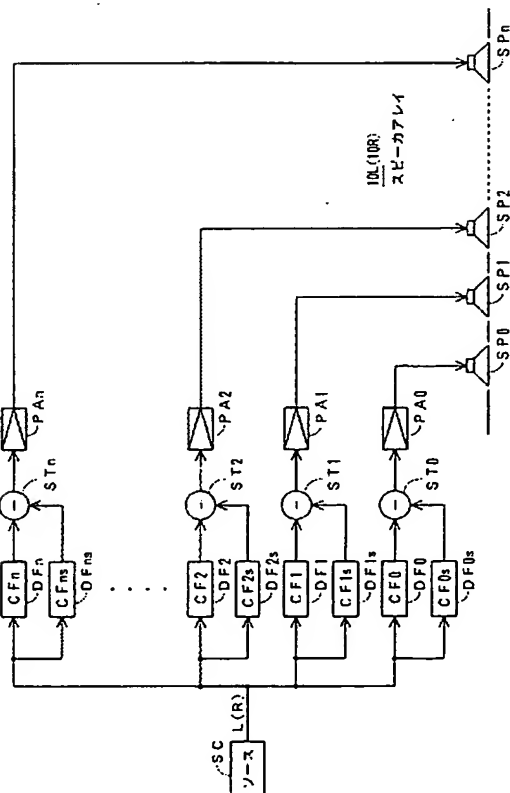 SC
ソース
L(R)
CFn
DFn
CFns
DFns
STn
PAn
SPn
CF2
DF2
CF2s
DF2s
ST2
PA2
SP2
CF1
DF1
CF1s
DF1s
ST1
PA1
SP1
CF0
DF0
CF0s
DF0s
ST0
PA0
SP0
10L(10R)
スピーカアレイ